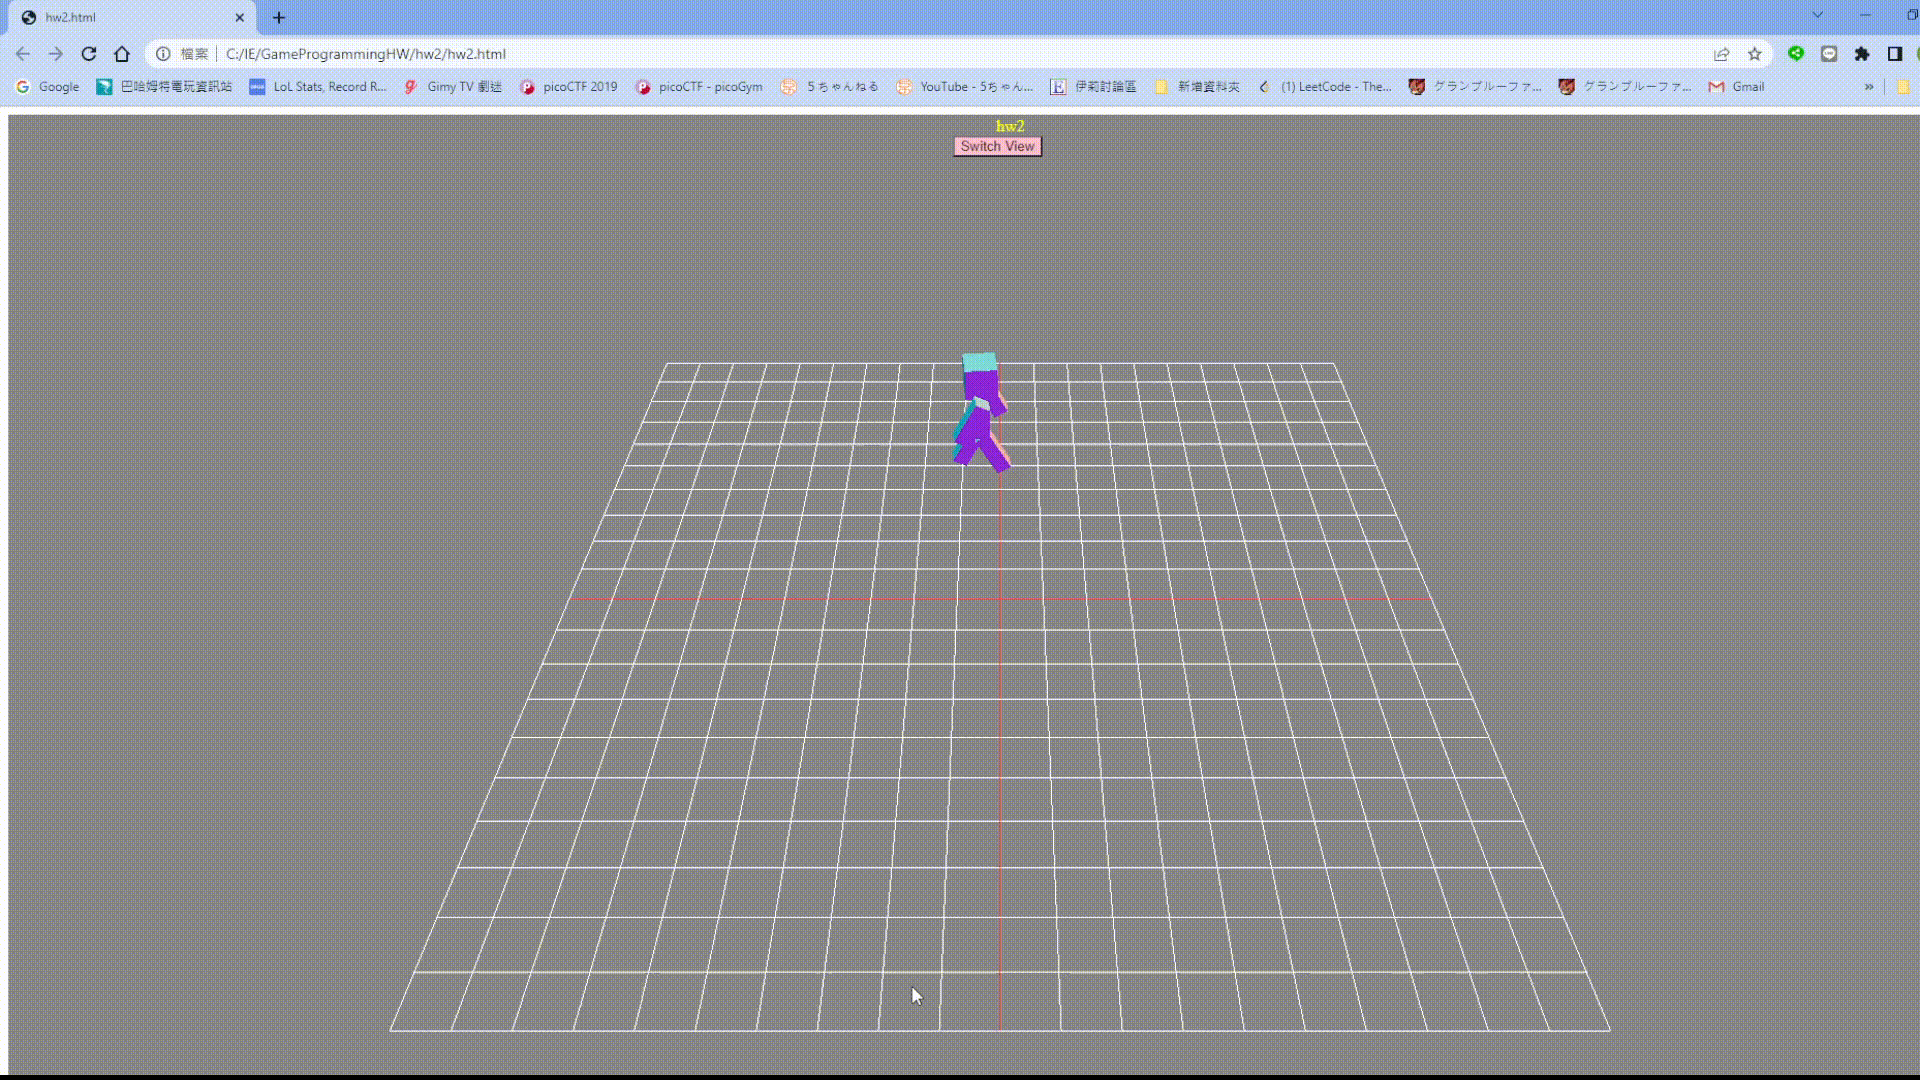 hw2.html
檔案 C:/IE/GameProgrammingHW/hw2/hw2.html
Google 巴哈姆特電玩資訊站 LoL Stats, Record R... Gimy TV 劇迷 picoCTF 2019 picoCTF - picoGym 5ちゃんねる YouTube - 5ちゃん... 伊莉討論區 新增資料夾 (1) LeetCode - The... グランブルーファ... グランブルーファ... Gmail »
hw2
Switch View